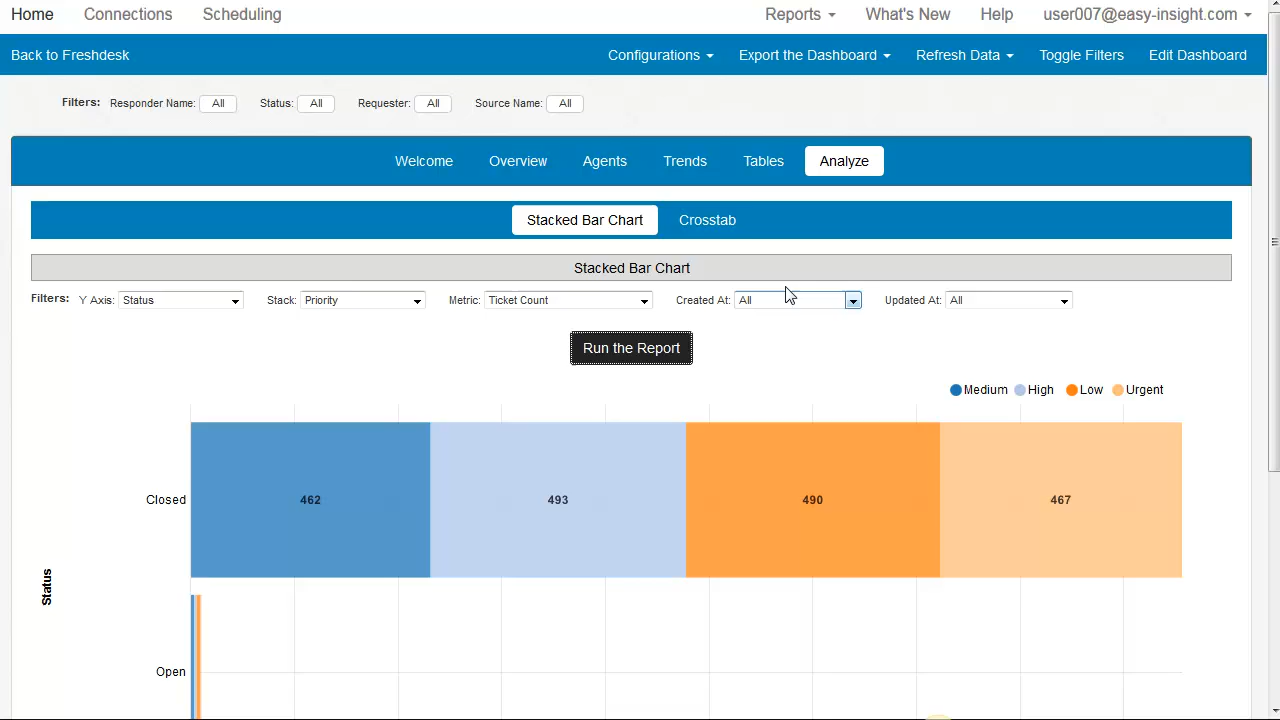 Home Connections Scheduling Reports What's New Help user007@easy-insight.com
Back to Freshdesk Configurations Export the Dashboard Refresh Data Toggle Filters Edit Dashboard
Filters: Responder Name: All Status: All Requester: All Source Name: All
Welcome Overview Agents Trends Tables Analyze
Stacked Bar Chart Crosstab
Stacked Bar Chart
Filters: Y Axis: Status Stack: Priority Metric: Ticket Count Created At: All Updated At: All
Run the Report
Medium High Low Urgent
Closed 462 493 490 467
Status
Open